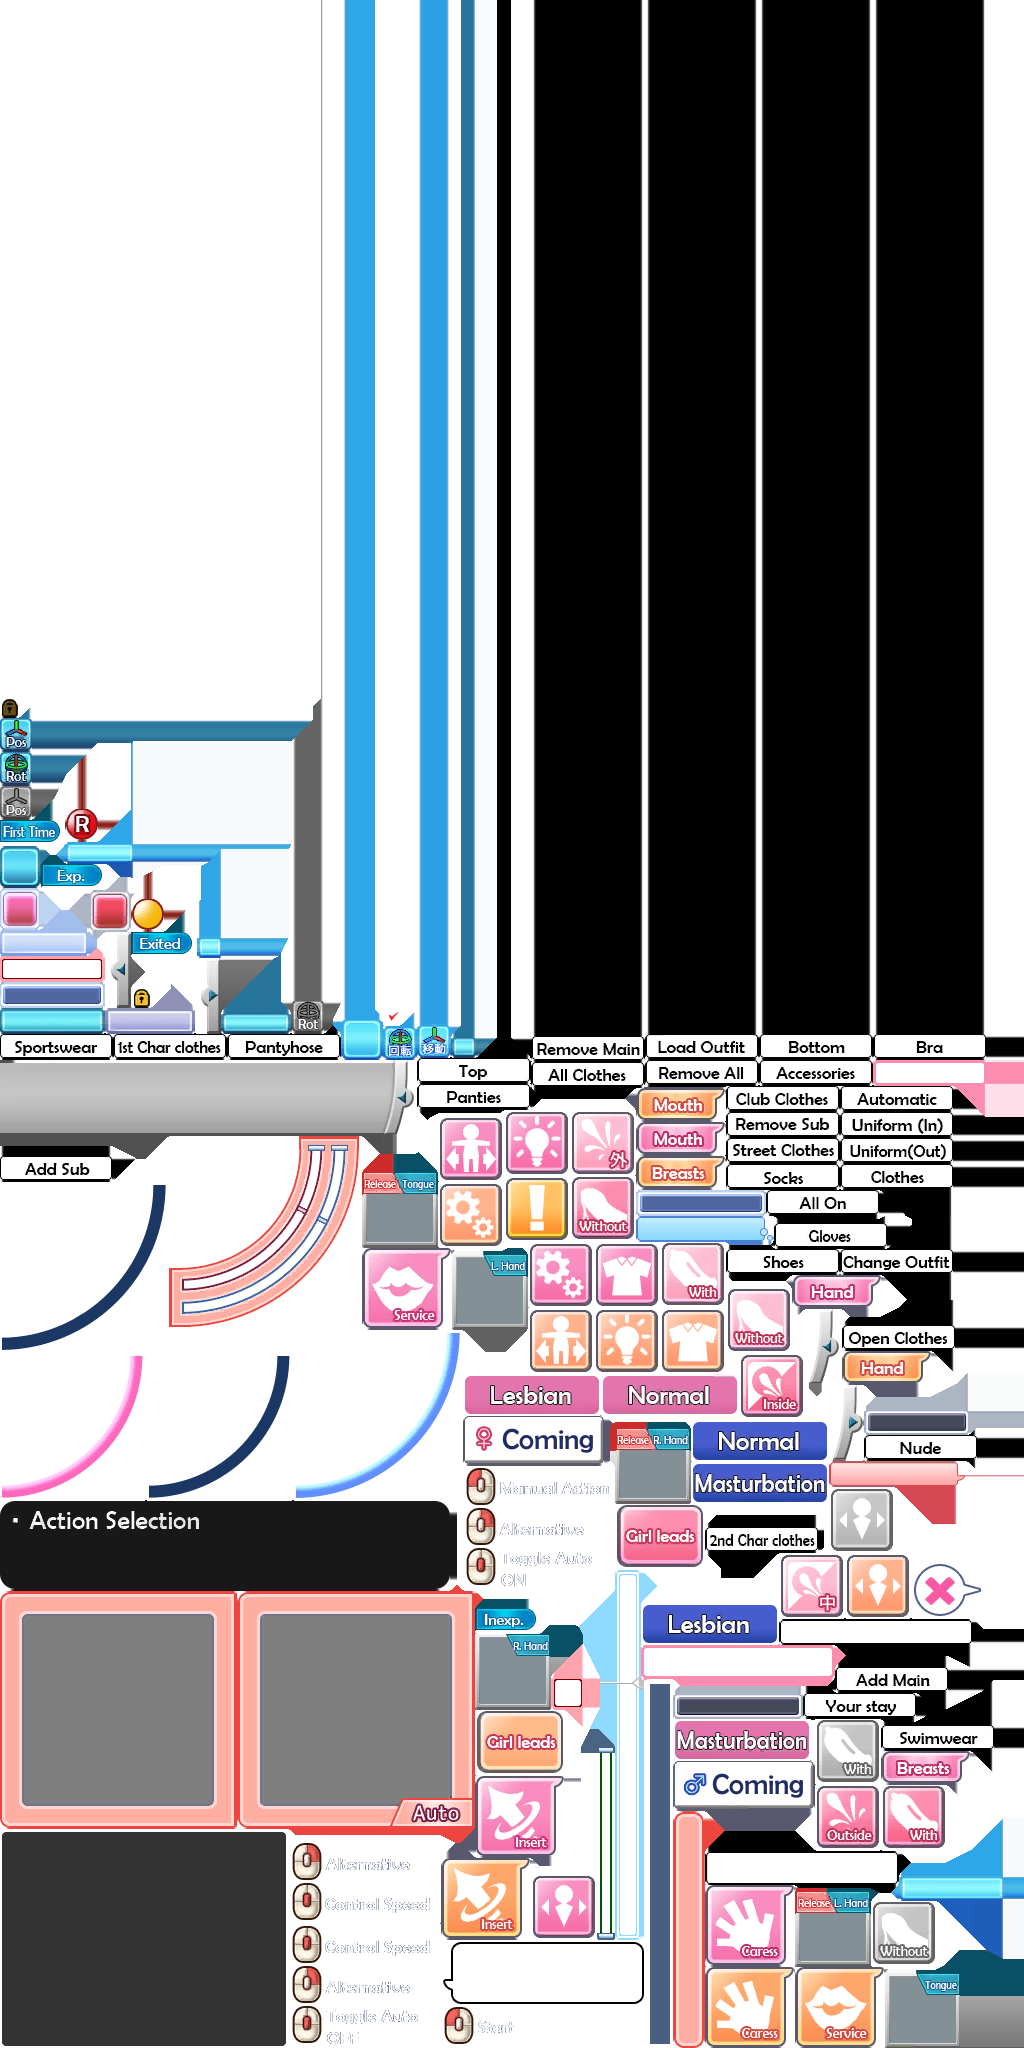 Pos
Rot
Pos
First Time
R
Exp.
Exited
Rot
回転
移動
Sportswear
1st Char clothes
Pantyhose
Remove Main
Load Outfit
Bottom
Bra
Top
All Clothes
Remove All
Accessories
Panties
Mouth
Club Clothes
Automatic
Mouth
Remove Sub
Uniform (In)
外
Street Clothes
Uniform(Out)
Add Sub
Release
Tongue
Breasts
Socks
Clothes
Without
All On
Gloves
L. Hand
Shoes
Change Outfit
Service
With
Hand
Without
Open Clothes
Hand
Lesbian
Normal
Inside
Coming
Release
R. Hand
Normal
Nude
Manual Action
Masturbation
· Action Selection
Alternative
Girl leads
2nd Char clothes
Toggle Auto
ON
中
Inexp.
Lesbian
R. Hand
Add Main
Your stay
Girl leads
Masturbation
Swimwear
With
Breasts
Coming
Auto
Insert
Outside
With
Alternative
Control Speed
Insert
Release
L. Hand
Control Speed
Caress
Without
Alternative
Tongue
Toggle Auto
OFF
Start
Caress
Service